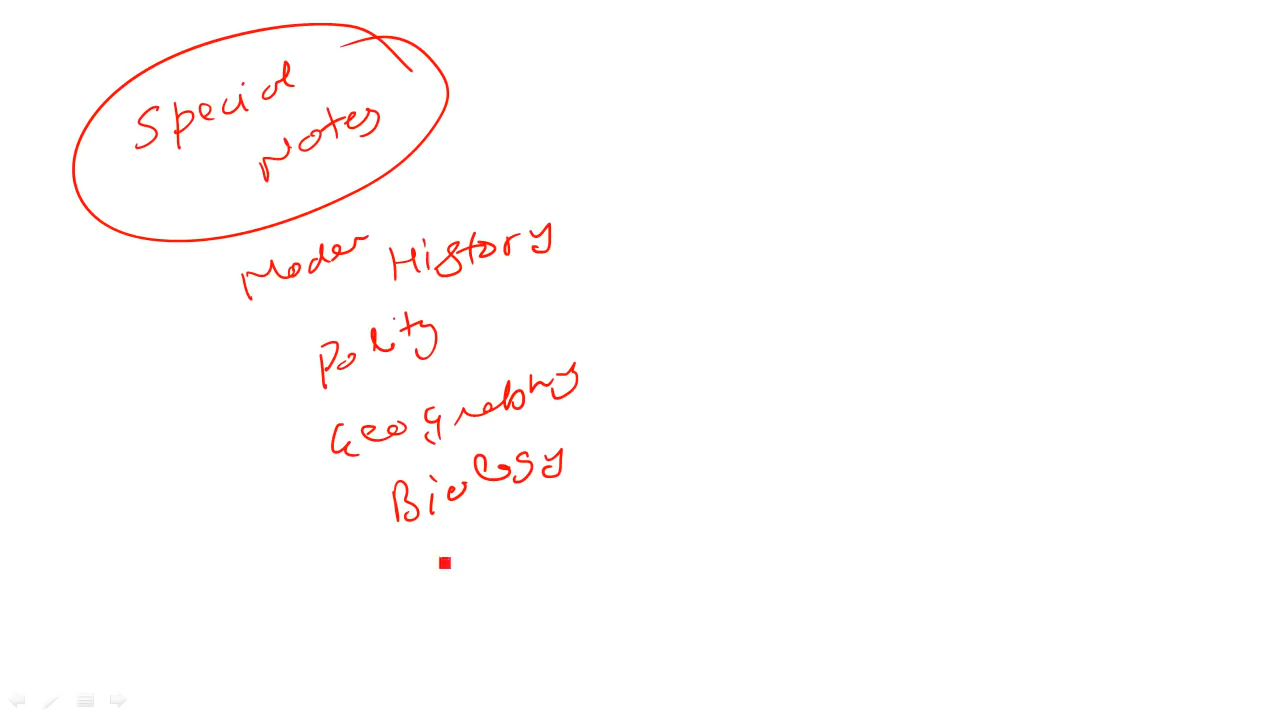 Special
Notes
Moder History
Polity
Geography
Biology